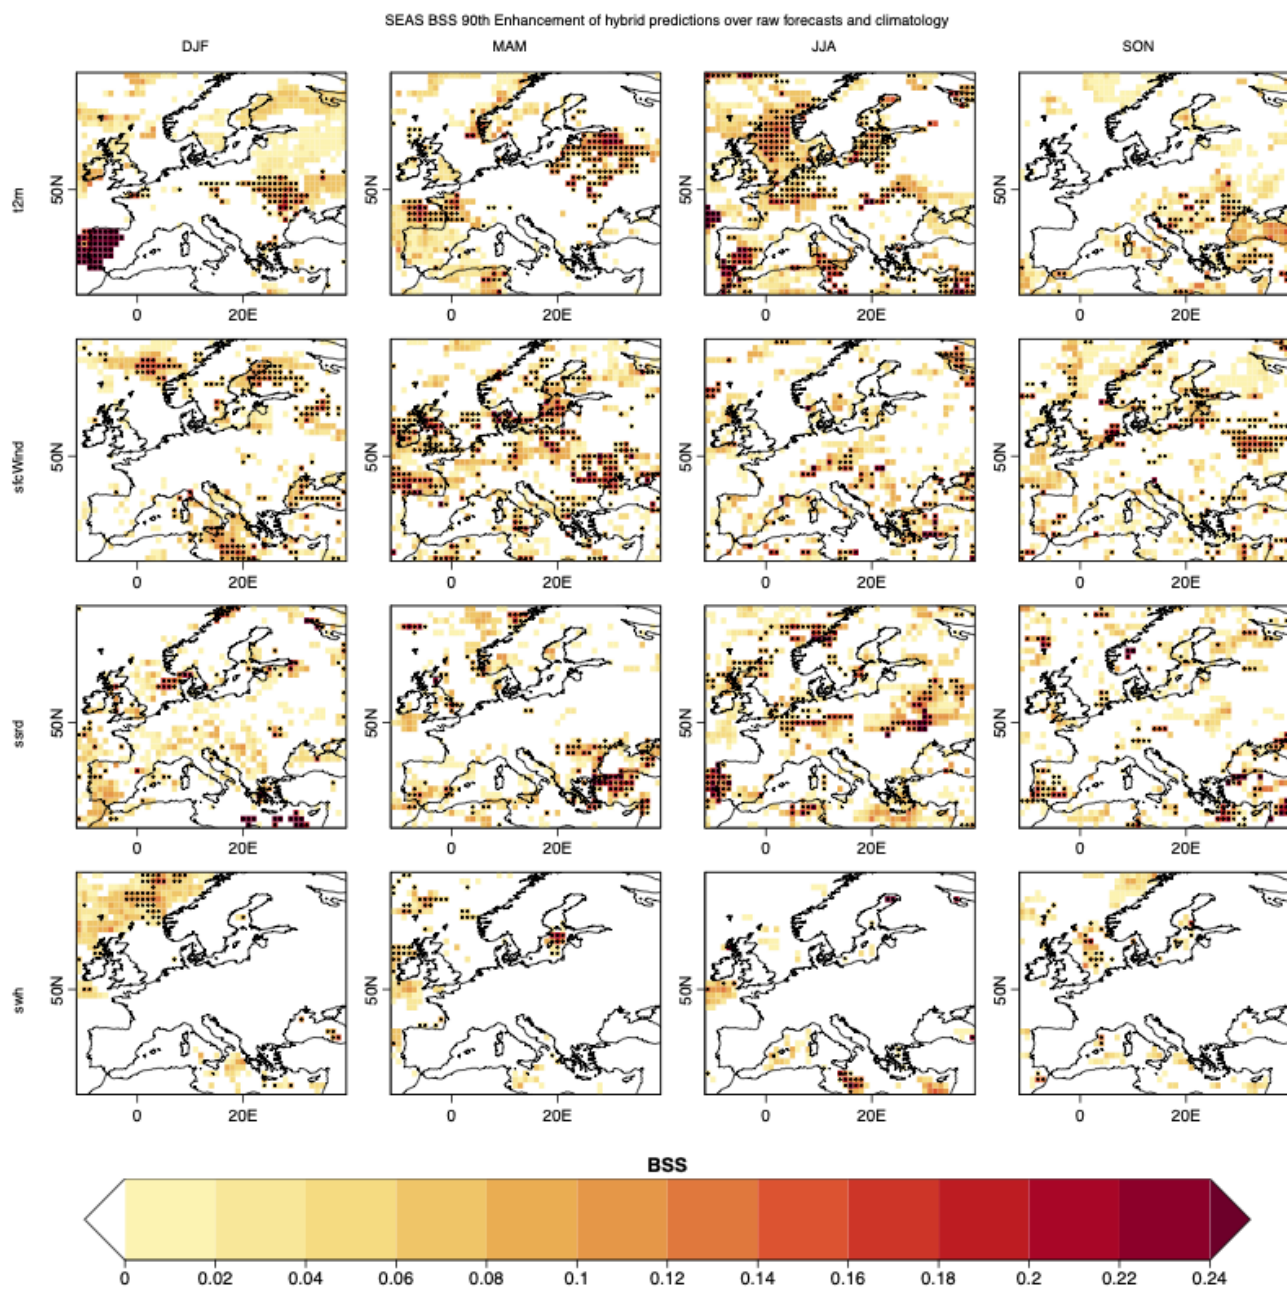 SEAS BSS 90th Enhancement of hybrid predictions over raw forecasts and climatology
DJF MAM JJA SON
t2m 50N 50N 50N 50N
0 20E 0 20E 0 20E 0 20E
sfcWind 50N 50N 50N 50N
0 20E 0 20E 0 20E 0 20E
ssrd 50N 50N 50N 50N
0 20E 0 20E 0 20E 0 20E
swh 50N 50N 50N 50N
0 20E 0 20E 0 20E 0 20E
BSS
0 0.02 0.04 0.06 0.08 0.1 0.12 0.14 0.16 0.18 0.2 0.22 0.24